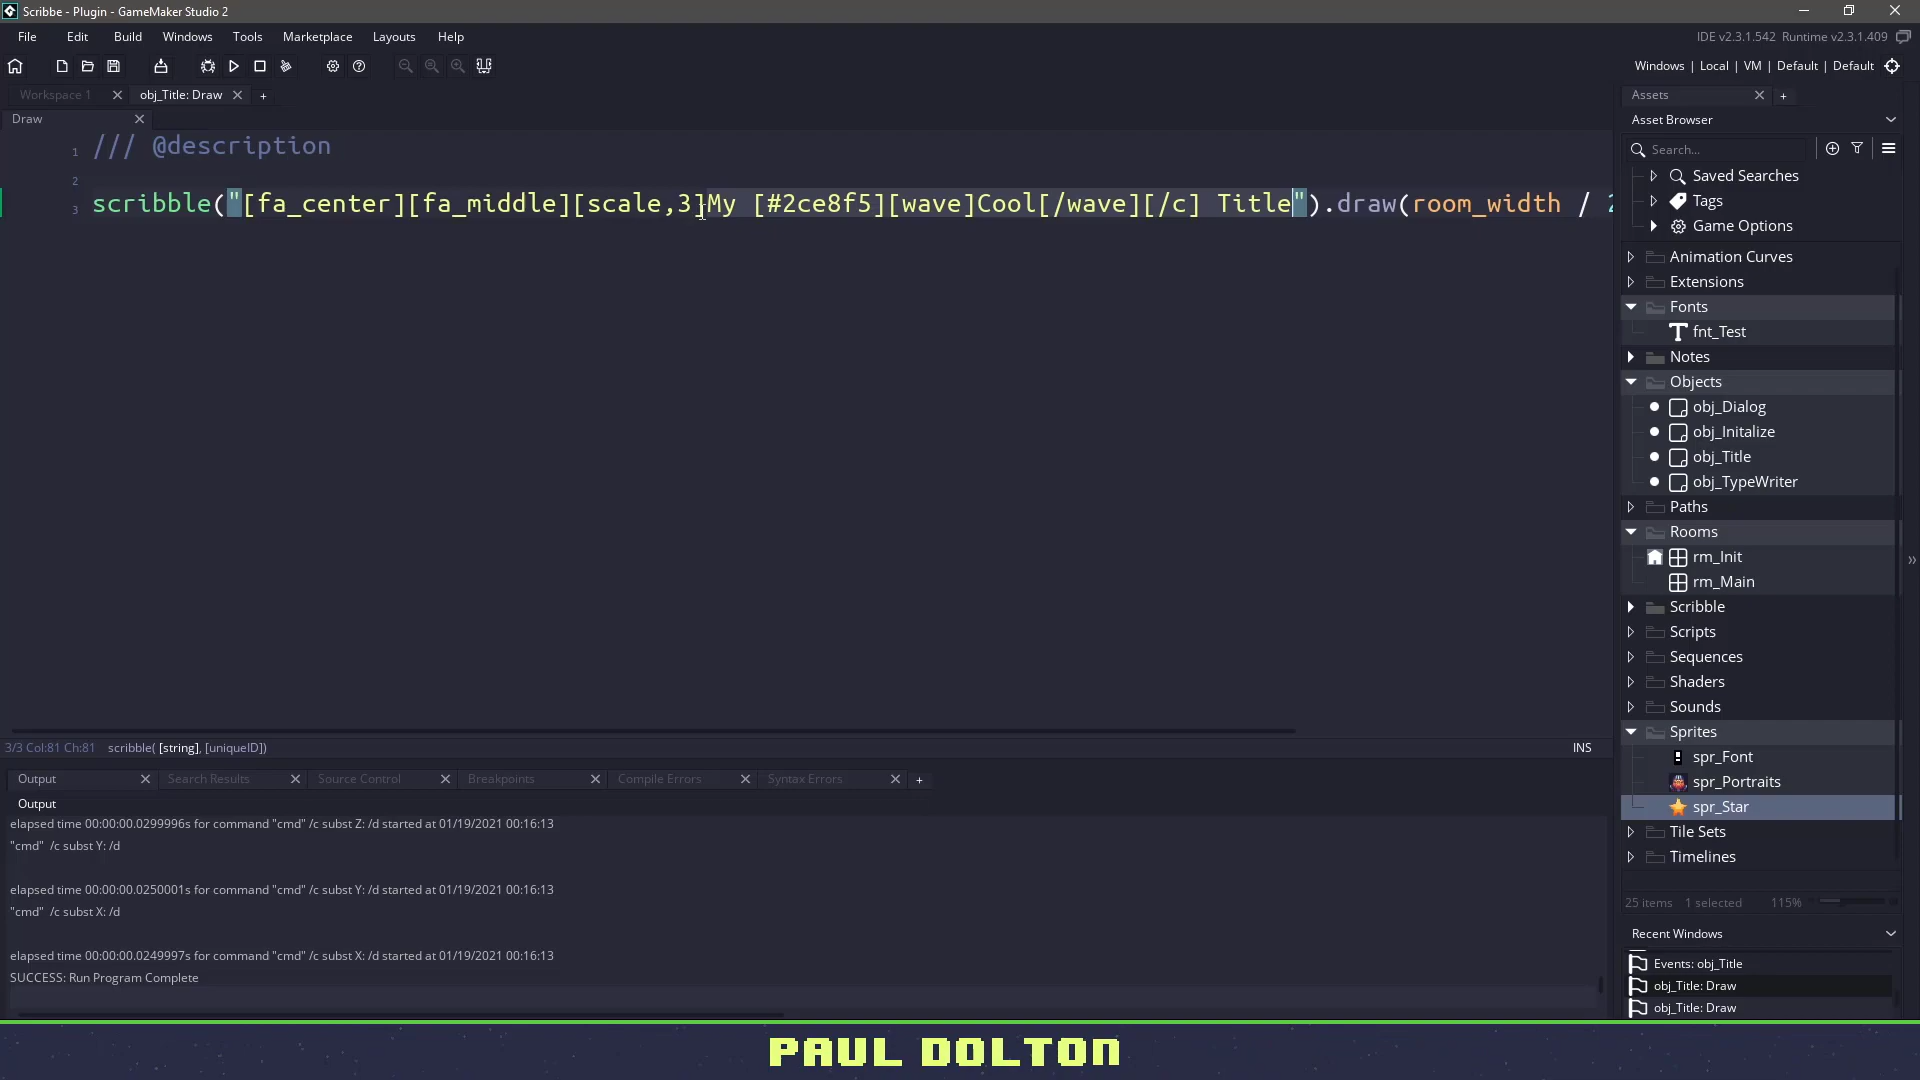 Scribbe - Plugin - GameMaker Studio 2
File Edit Build Windows Tools Marketplace Layouts Help
IDE v2.3.1.542 Runtime v2.3.1.409
Windows | Local | VM | Default | Default
Workspace 1
obj_Title: Draw
Draw
1 /// @description
2
3 scribble("[fa_center][fa_middle][scale,3]My [#2ce8f5][wave]Cool[/wave][/c] Title").draw(room_width / 2
3/3 Col:81 Ch:81 scribble( [string], [uniqueID])
INS
Output Search Results Source Control Breakpoints Compile Errors Syntax Errors
Output
elapsed time 00:00:00.0299996s for command "cmd" /c subst Z: /d started at 01/19/2021 00:16:13
"cmd" /c subst Y: /d
elapsed time 00:00:00.0250001s for command "cmd" /c subst Y: /d started at 01/19/2021 00:16:13
"cmd" /c subst X: /d
elapsed time 00:00:00.0249997s for command "cmd" /c subst X: /d started at 01/19/2021 00:16:13
SUCCESS: Run Program Complete
Assets
Asset Browser
Search...
Saved Searches
Tags
Game Options
Animation Curves
Extensions
Fonts
fnt_Test
Notes
Objects
obj_Dialog
obj_Initalize
obj_Title
obj_TypeWriter
Paths
Rooms
rm_Init
rm_Main
Scribble
Scripts
Sequences
Shaders
Sounds
Sprites
spr_Font
spr_Portraits
spr_Star
Tile Sets
Timelines
25 items 1 selected 115%
Recent Windows
Events: obj_Title
obj_Title: Draw
obj_Title: Draw
PAUL DOLTON